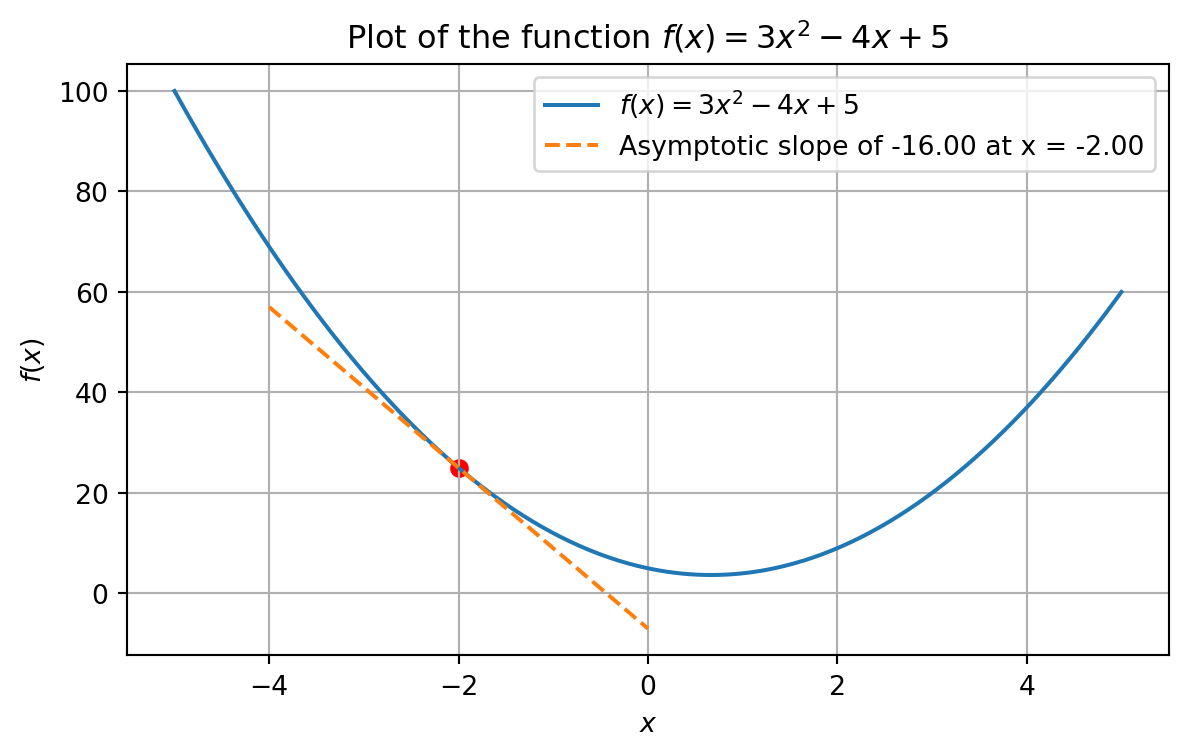 Plot of the function f(x) = 3x² − 4x + 5
f(x) = 3x² − 4x + 5
Asymptotic slope of -16.00 at x = -2.00
100
80
60
40
20
0
f(x)
−4 −2 0 2 4
x